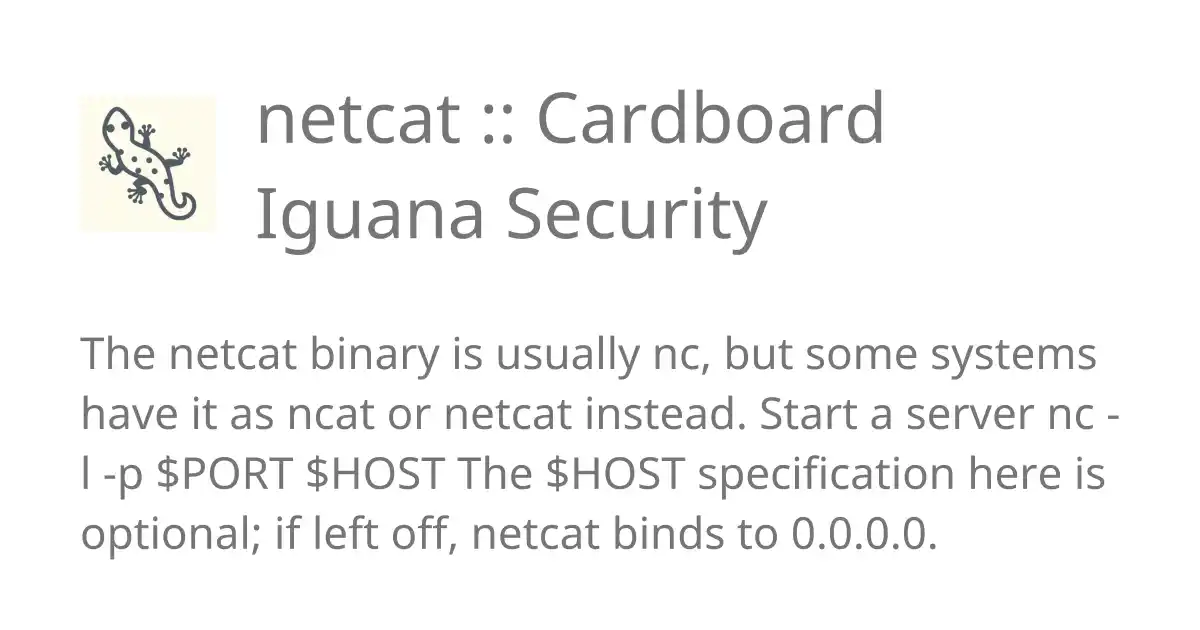 netcat :: Cardboard
Iguana Security
The netcat binary is usually nc, but some systems
have it as ncat or netcat instead. Start a server nc -
l -p $PORT $HOST The $HOST specification here is
optional; if left off, netcat binds to 0.0.0.0.